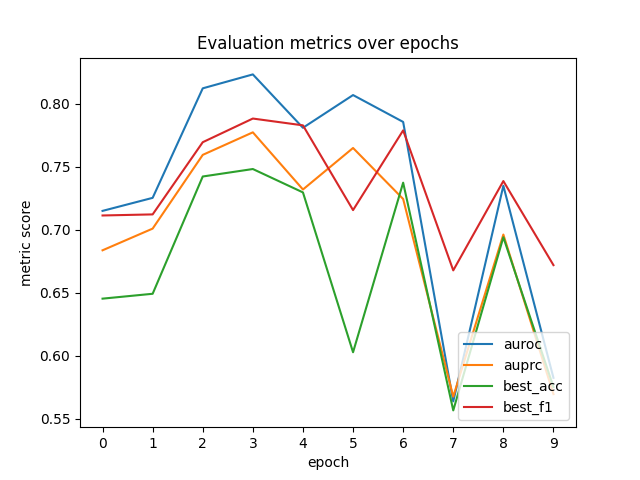 Evaluation metrics over epochs
metric score
0.80
0.75
0.70
0.65
0.60
0.55
auroc
auprc
best_acc
best_f1
0 1 2 3 4 5 6 7 8 9
epoch